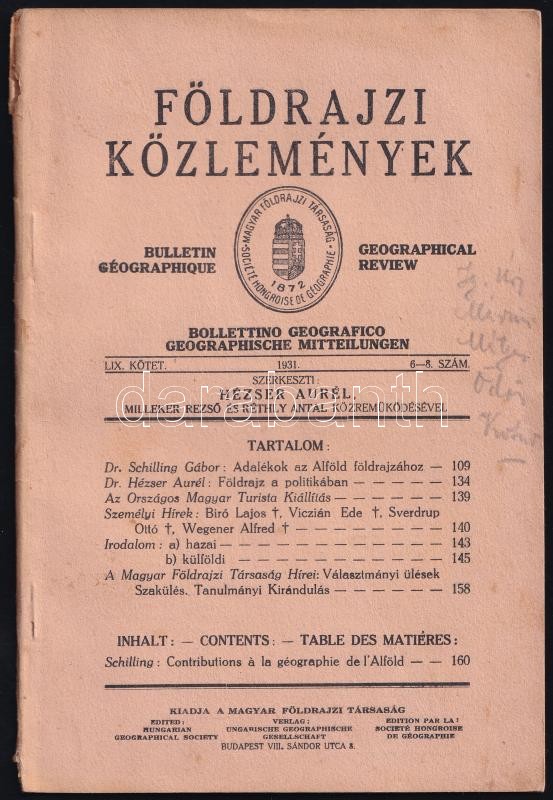 FÖLDRAJZI
KÖZLEMÉNYEK
BULLETIN
GÉOGRAPHIQUE
MAGYAR FÖLDRAJZI TÁRSASÁG
SOCIÉTÉ HONGROISE DE GÉOGRAPHIE
1872
GEOGRAPHICAL
REVIEW
BOLLETTINO GEOGRAFICO
GEOGRAPHISCHE MITTEILUNGEN
LIX. KÖTET. 1931. 6—8. SZÁM.
SZERKESZTI:
HÉZSER AURÉL,
MILLEKER REZSŐ ÉS RÉTHLY ANTAL KÖZREMŰKÖDÉSÉVEL
darabanth
TARTALOM:
Dr. Schilling Gábor: Adalékok az Alföld földrajzához — 109
Dr. Hézser Aurél: Földrajz a politikában — — — — — 134
Az Országos Magyar Turista Kiállítás — — — — — — 139
Személyi Hírek: Biró Lajos †, Viczián Ede †, Sverdrup
Ottó †, Wegener Alfred † — — — — — — — — 140
Irodalom: a) hazai — — — — — — — — — — — 143
b) külföldi — — — — — — — — — — 145
A Magyar Földrajzi Társaság Hírei: Választmányi ülések
Szakülés. Tanulmányi Kirándulás — — — — — — 158
INHALT: — CONTENTS: — TABLE DES MATIÉRES:
Schilling: Contributions à la géographie de l'Alföld — — 160
KIADJA A MAGYAR FÖLDRAJZI TÁRSASÁG
EDITED:
HUNGARIAN
GEOGRAPHICAL SOCIETY
VERLAG:
UNGARISCHE GEOGRAPHISCHE
GESELLSCHAFT
EDITION PAR LA:
SOCIÉTÉ HONGROISE
DE GÉOGRAPHIE
BUDAPEST VIII. SÁNDOR UTCA 8.